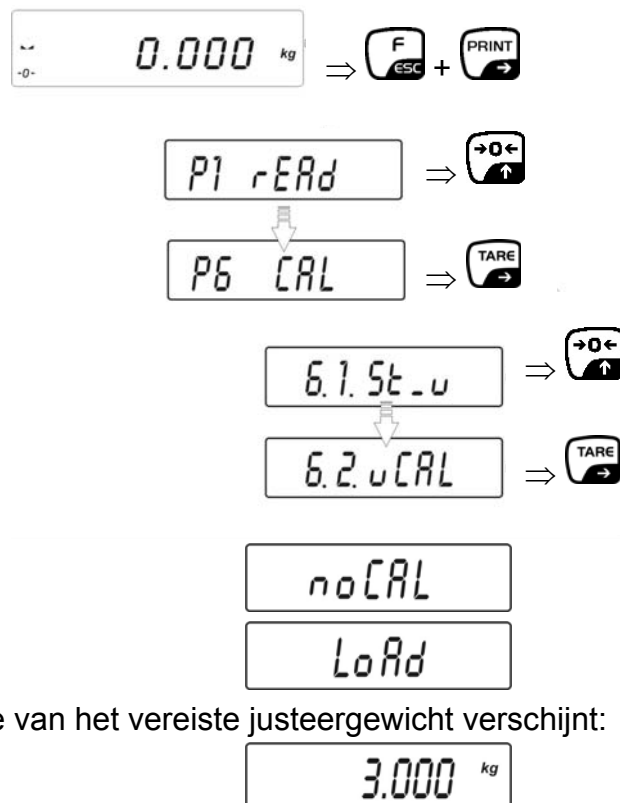 -0- 0.000 kg ⇒ F ESC + PRINT
P1 rEAd ⇒ →0←
P6 CAL ⇒ TARE
6.1.St_u ⇒ →0←
6.2.uCAL ⇒ TARE
noCAL
LoAd
van het vereiste justeergewicht verschijnt:
3.000 kg